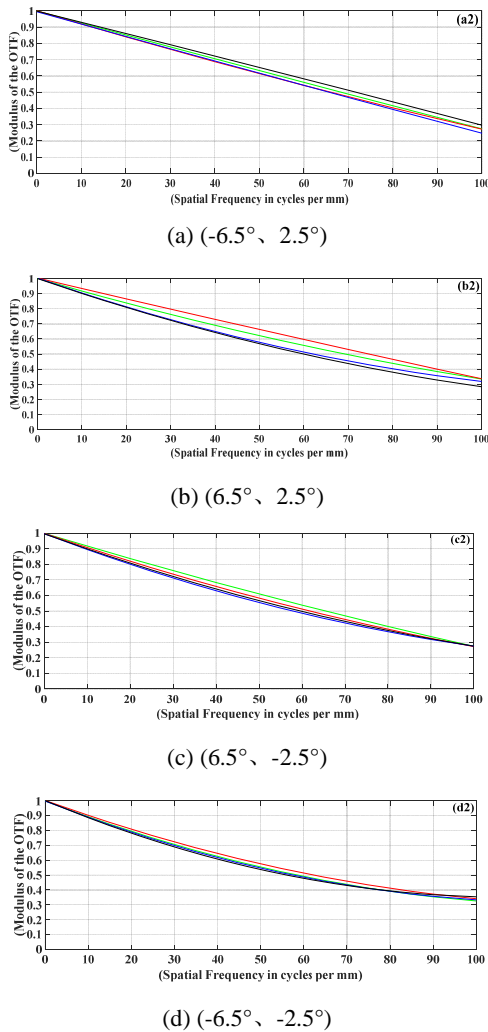 (a2)
(Modulus of the OTF)
1
0.9
0.8
0.7
0.6
0.5
0.4
0.3
0.2
0.1
0
0 10 20 30 40 50 60 70 80 90 100
(Spatial Frequency in cycles per mm)
(a) (-6.5°、2.5°)
(b2)
(Modulus of the OTF)
1
0.9
0.8
0.7
0.6
0.5
0.4
0.3
0.2
0.1
0
0 10 20 30 40 50 60 70 80 90 100
(Spatial Frequency in cycles per mm)
(b) (6.5°、2.5°)
(c2)
(Modulus of the OTF)
1
0.9
0.8
0.7
0.6
0.5
0.4
0.3
0.2
0.1
0
0 10 20 30 40 50 60 70 80 90 100
(Spatial Frequency in cycles per mm)
(c) (6.5°、-2.5°)
(d2)
(Modulus of the OTF)
1
0.9
0.8
0.7
0.6
0.5
0.4
0.3
0.2
0.1
0
0 10 20 30 40 50 60 70 80 90 100
(Spatial Frequency in cycles per mm)
(d) (-6.5°、-2.5°)